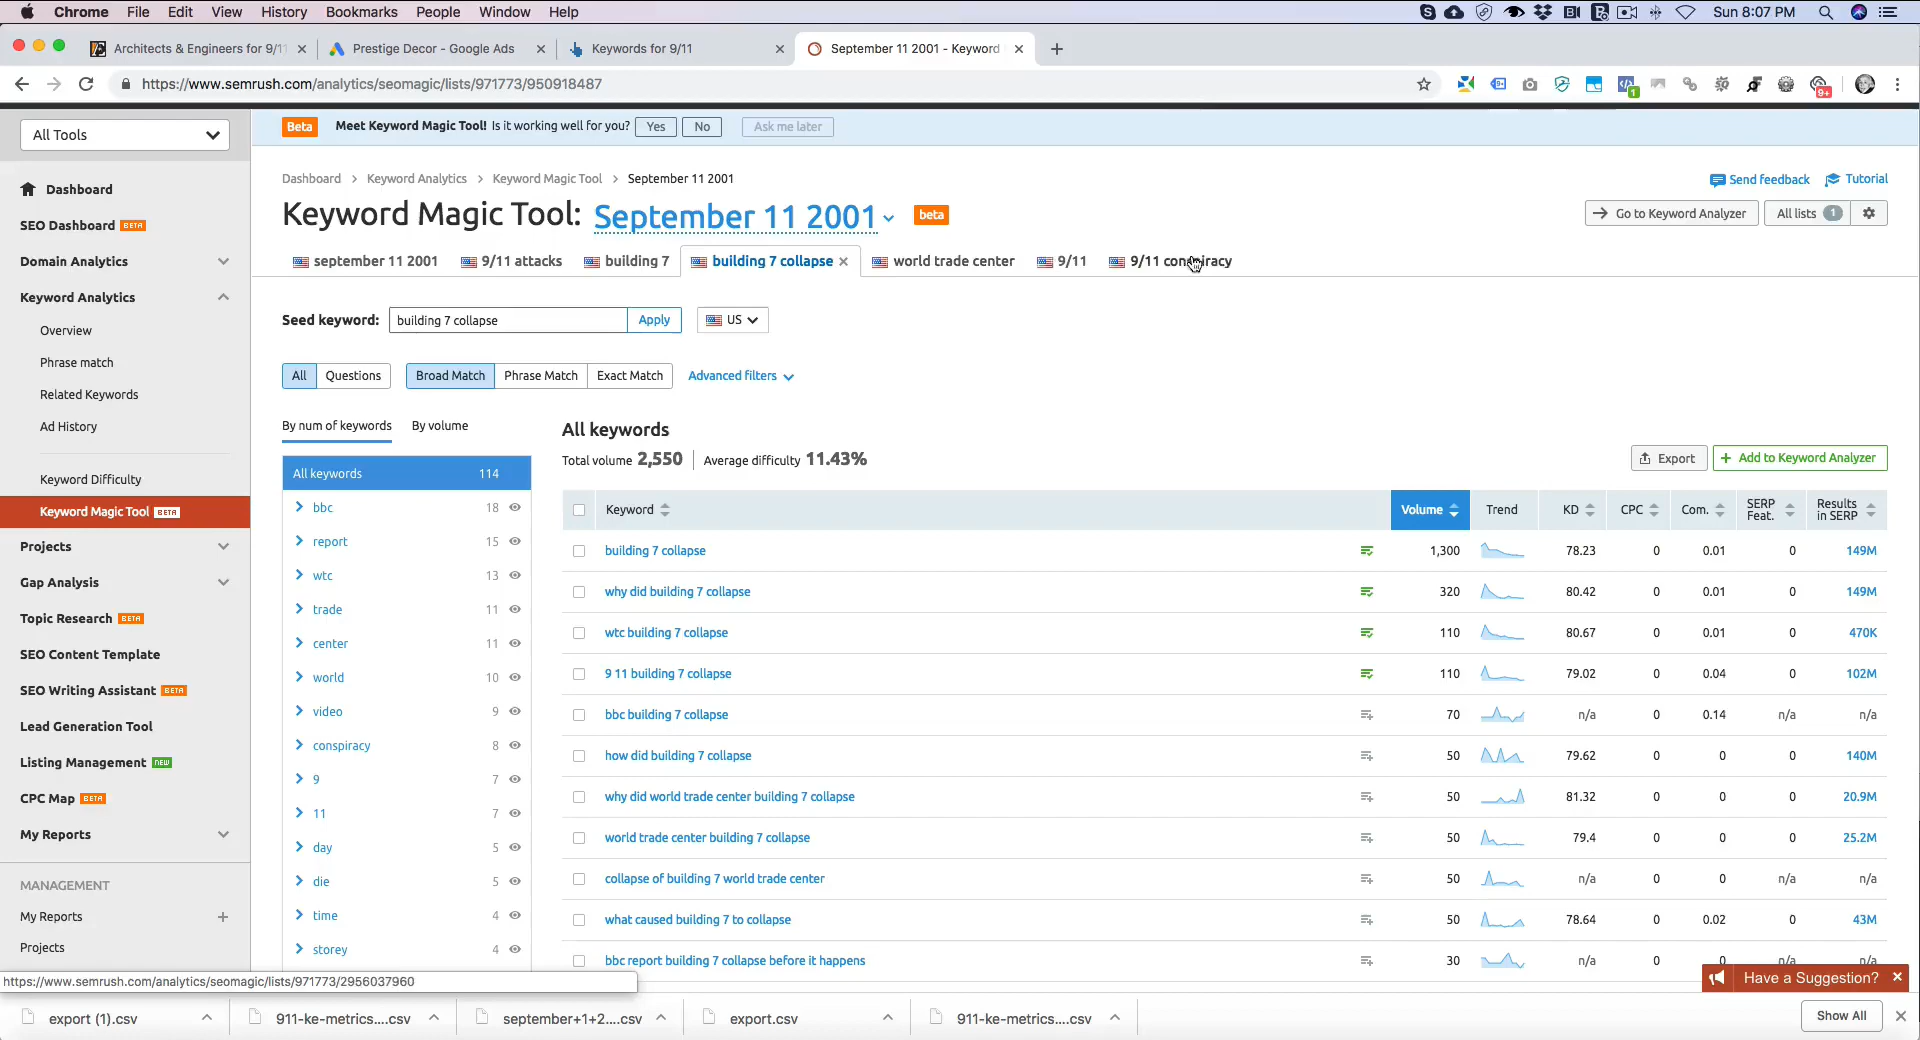 Chrome File Edit View History Bookmarks People Window Help Sun 8:07 PM
Architects & Engineers for 9/11 Prestige Decor - Google Ads Keywords for 9/11 September 11 2001 - Keyword
https://www.semrush.com/analytics/seomagic/lists/971773/950918487
1 9+
All Tools
Beta Meet Keyword Magic Tool! Is it working well for you? Yes No Ask me later
Dashboard
SEO Dashboard BETA
Domain Analytics
Keyword Analytics
Overview
Phrase match
Related Keywords
Ad History
Keyword Difficulty
Keyword Magic Tool BETA
Projects
Gap Analysis
Topic Research BETA
SEO Content Template
SEO Writing Assistant BETA
Lead Generation Tool
Listing Management NEW
CPC Map BETA
My Reports
MANAGEMENT
My Reports +
Projects
Dashboard > Keyword Analytics > Keyword Magic Tool > September 11 2001
Send feedback Tutorial
Keyword Magic Tool: September 11 2001 beta
Go to Keyword Analyzer All lists 1
september 11 2001 9/11 attacks building 7 building 7 collapse world trade center 9/11 9/11 conspiracy
Seed keyword: building 7 collapse Apply US
All Questions Broad Match Phrase Match Exact Match Advanced filters
By num of keywords By volume
All keywords 114
bbc 18
report 15
wtc 13
trade 11
center 11
world 10
video 9
conspiracy 8
9 7
11 7
day 5
die 5
time 4
storey 4
All keywords
Total volume 2,550 Average difficulty 11.43%
Export + Add to Keyword Analyzer
Keyword Volume Trend KD CPC Com. SERP Feat. Results in SERP
building 7 collapse 1,300 78.23 0 0.01 0 149M
why did building 7 collapse 320 80.42 0 0.01 0 149M
wtc building 7 collapse 110 80.67 0 0.01 0 470K
9 11 building 7 collapse 110 79.02 0 0.04 0 102M
bbc building 7 collapse 70 n/a 0 0.14 n/a n/a
how did building 7 collapse 50 79.62 0 0 0 140M
why did world trade center building 7 collapse 50 81.32 0 0 0 20.9M
world trade center building 7 collapse 50 79.4 0 0 0 25.2M
collapse of building 7 world trade center 50 n/a 0 0 n/a n/a
what caused building 7 to collapse 50 78.64 0 0.02 0 43M
bbc report building 7 collapse before it happens 30 n/a 0 0 n/a n/a
Have a Suggestion?
https://www.semrush.com/analytics/seomagic/lists/971773/2956037960
export (1).csv 911-ke-metrics....csv september+1+2....csv export.csv 911-ke-metrics....csv Show All